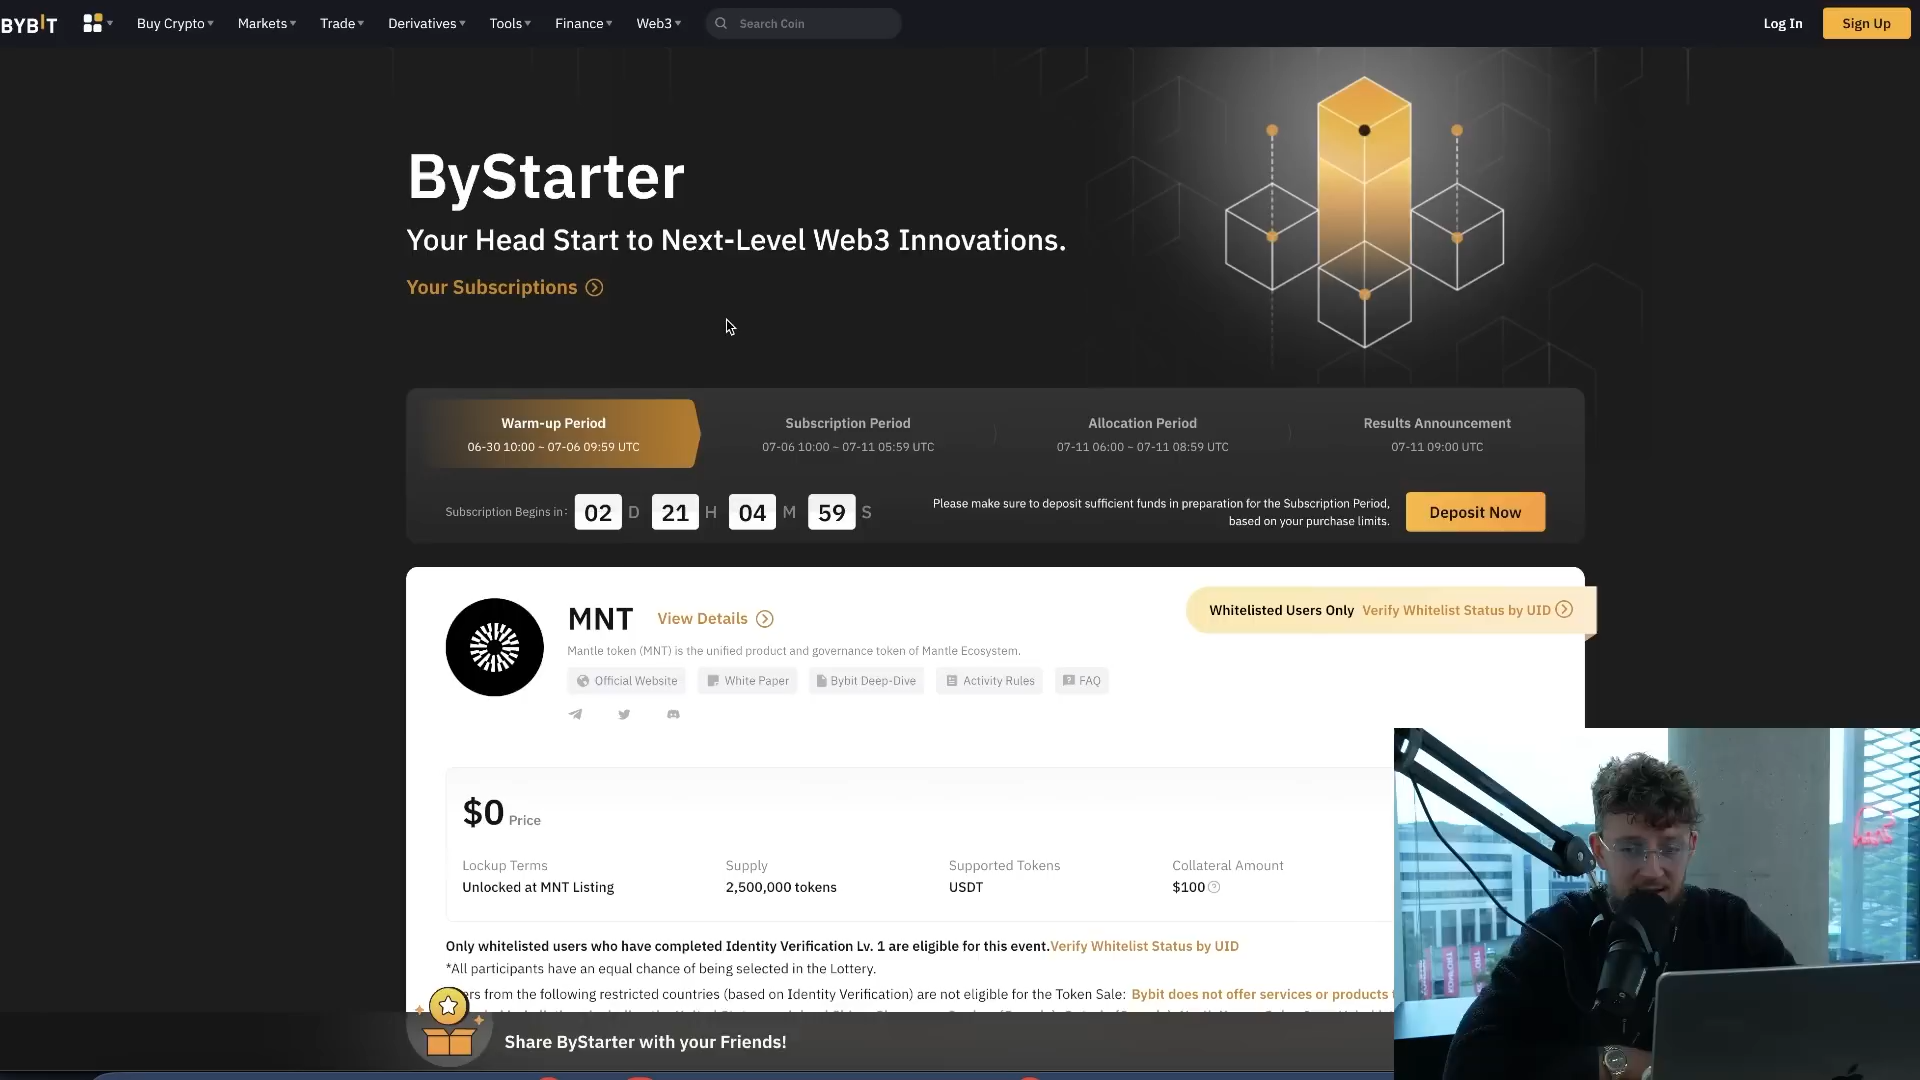 BYBIT
Buy Crypto
Markets
Trade
Derivatives
Tools
Finance
Web3
Search Coin
Log In
Sign Up
ByStarter
Your Head Start to Next-Level Web3 Innovations.
Your Subscriptions
Warm-up Period
06-30 10:00 ~ 07-06 09:59 UTC
Subscription Period
07-06 10:00 ~ 07-11 05:59 UTC
Allocation Period
07-11 06:00 ~ 07-11 08:59 UTC
Results Announcement
07-11 09:00 UTC
Subscription Begins in:
02 D 21 H 04 M 59 S
Please make sure to deposit sufficient funds in preparation for the Subscription Period,
based on your purchase limits.
Deposit Now
MNT
View Details
Whitelisted Users Only Verify Whitelist Status by UID
Mantle token (MNT) is the unified product and governance token of Mantle Ecosystem.
Official Website
White Paper
Bybit Deep-Dive
Activity Rules
FAQ
$0 Price
Lockup Terms
Unlocked at MNT Listing
Supply
2,500,000 tokens
Supported Tokens
USDT
Collateral Amount
$100
Only whitelisted users who have completed Identity Verification Lv. 1 are eligible for this event.Verify Whitelist Status by UID
*All participants have an equal chance of being selected in the Lottery.
ers from the following restricted countries (based on Identity Verification) are not eligible for the Token Sale: Bybit does not offer services or products
Share ByStarter with your Friends!